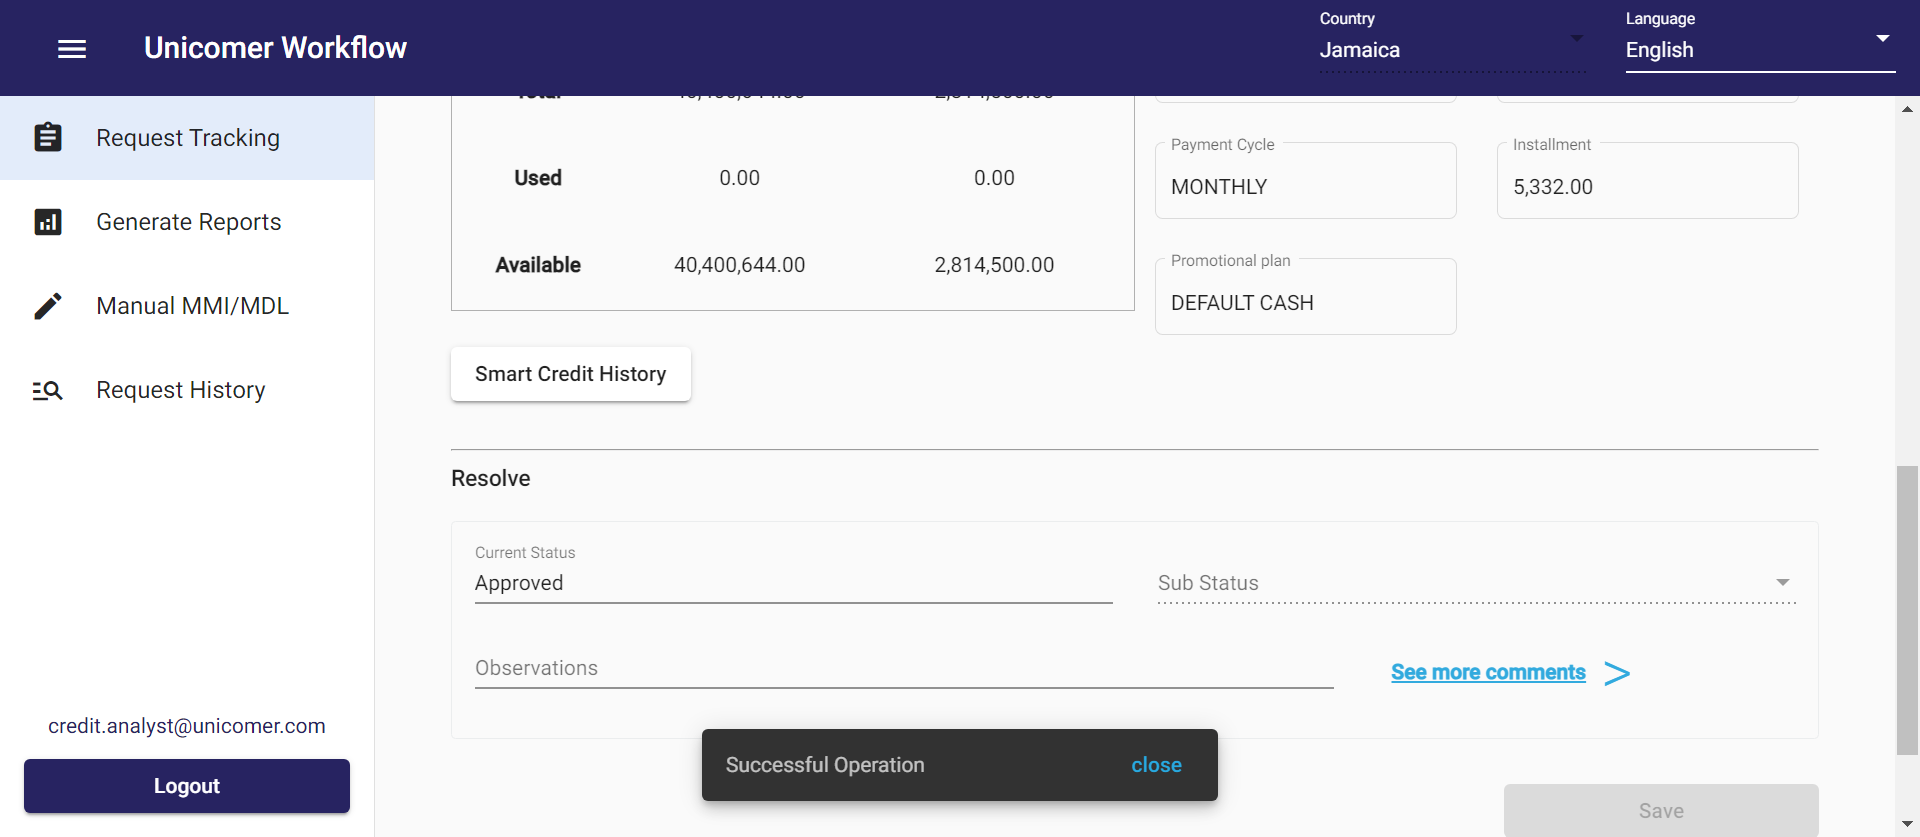 Unicomer Workflow
Country
Jamaica
Language
English
Request Tracking
Generate Reports
Manual MMI/MDL
Request History
credit.analyst@unicomer.com
Logout
Total
Used 0.00 0.00
Available 40,400,644.00 2,814,500.00
Payment Cycle
MONTHLY
Installment
5,332.00
Promotional plan
DEFAULT CASH
Smart Credit History
Resolve
Current Status
Approved
Sub Status
Observations
See more comments >
Successful Operation close
Save